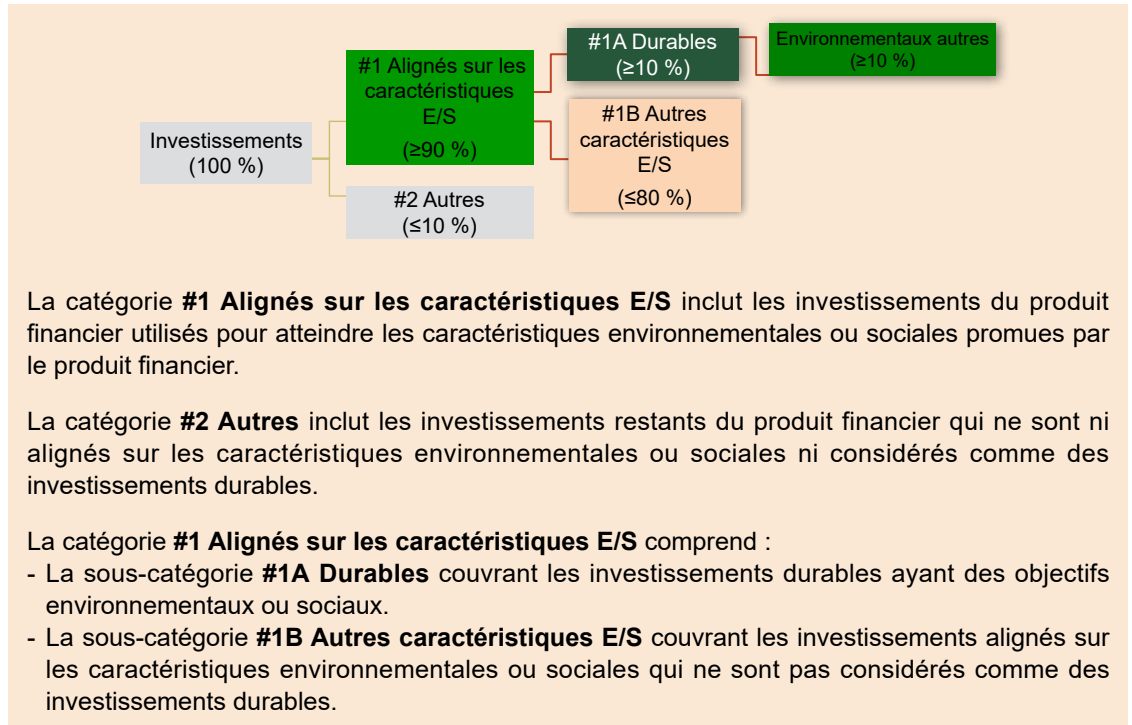 #1A Durables
(≥10 %)
Environnementaux autres
(≥10 %)
#1 Alignés sur les
caractéristiques
E/S
(≥90 %)
#1B Autres
caractéristiques
E/S
(≤80 %)
Investissements
(100 %)
#2 Autres
(≤10 %)
La catégorie #1 Alignés sur les caractéristiques E/S inclut les investissements du produit
financier utilisés pour atteindre les caractéristiques environnementales ou sociales promues par
le produit financier.
La catégorie #2 Autres inclut les investissements restants du produit financier qui ne sont ni
alignés sur les caractéristiques environnementales ou sociales ni considérés comme des
investissements durables.
La catégorie #1 Alignés sur les caractéristiques E/S comprend :
- La sous-catégorie #1A Durables couvrant les investissements durables ayant des objectifs
environnementaux ou sociaux.
- La sous-catégorie #1B Autres caractéristiques E/S couvrant les investissements alignés sur
les caractéristiques environnementales ou sociales qui ne sont pas considérés comme des
investissements durables.